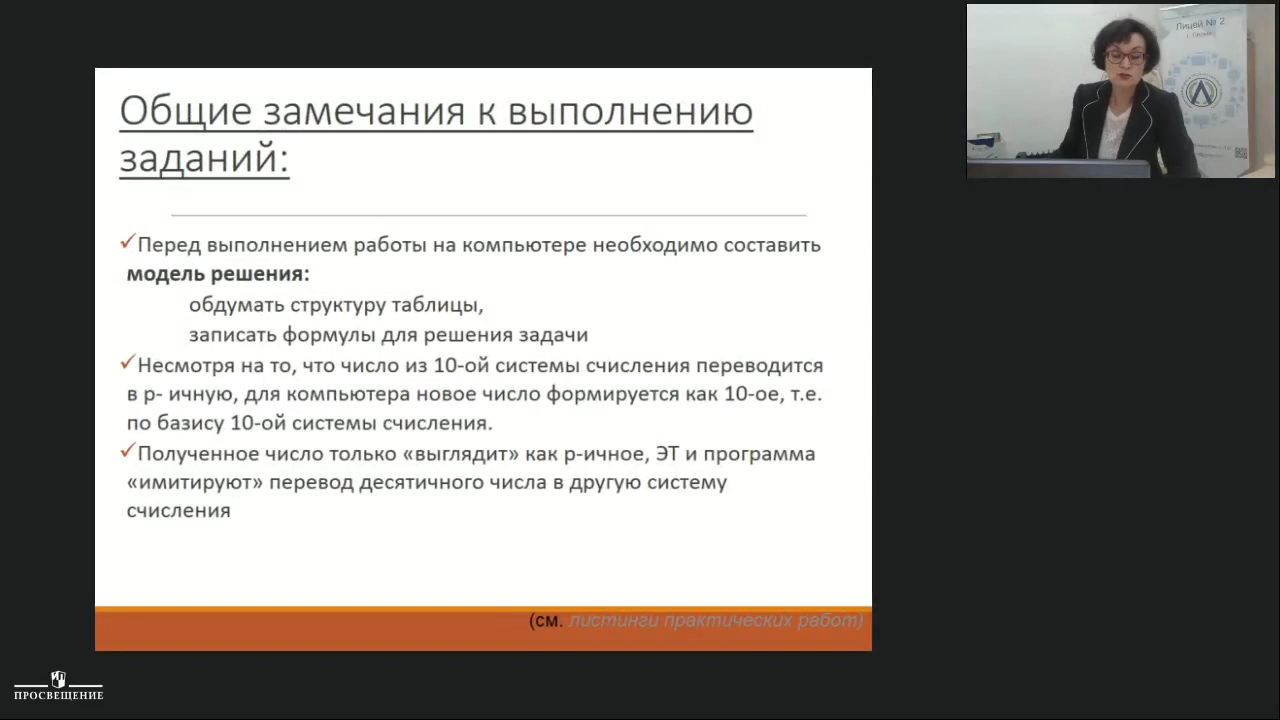 Общие замечания к выполнению
заданий:
Перед выполнением работы на компьютере необходимо составить
модель решения:
обдумать структуру таблицы,
записать формулы для решения задачи
Несмотря на то, что число из 10-ой системы счисления переводится
в р- ичную, для компьютера новое число формируется как 10-ое, т.е.
по базису 10-ой системы счисления.
Полученное число только «выглядит» как р-ичное, ЭТ и программа
«имитируют» перевод десятичного числа в другую систему
счисления
(см. листинги практических работ)
Лицей № 2
ПРОСВЕЩЕНИЕ